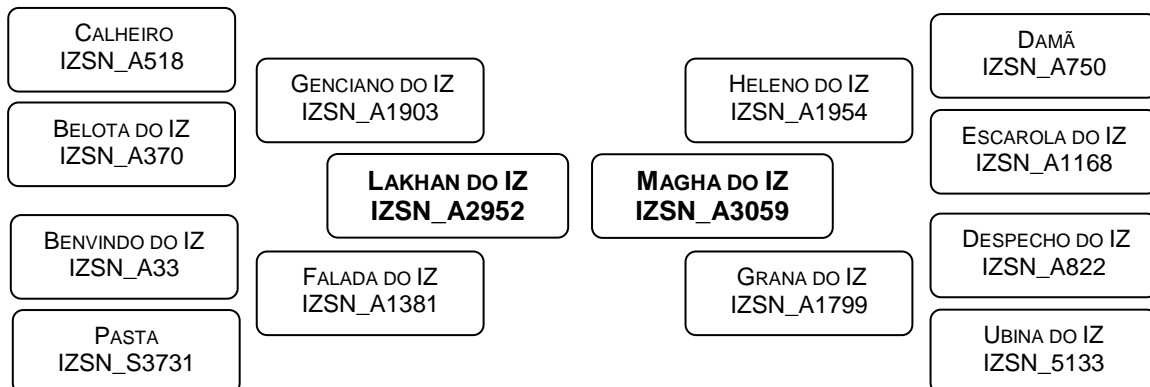 CALHEIRO
IZSN_A518
BELOTA DO IZ
IZSN_A370
BENVINDO DO IZ
IZSN_A33
PASTA
IZSN_S3731
GENCIANO DO IZ
IZSN_A1903
FALADA DO IZ
IZSN_A1381
LAKHAN DO IZ
IZSN_A2952
MAGHA DO IZ
IZSN_A3059
HELENO DO IZ
IZSN_A1954
GRANA DO IZ
IZSN_A1799
DAMÃ
IZSN_A750
ESCAROLA DO IZ
IZSN_A1168
DESPECHO DO IZ
IZSN_A822
UBINA DO IZ
IZSN_5133